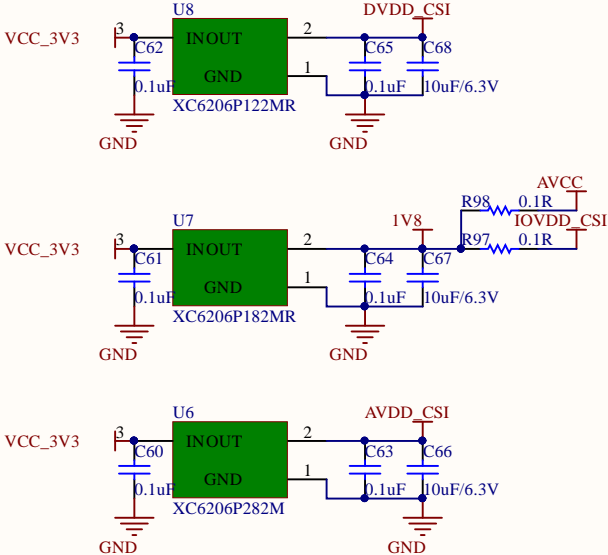 U8
DVDD_CSI
VCC_3V3
3
C62
INOUT
2
C65
C68
GND
1
0.1uF
0.1uF
10uF/6.3V
XC6206P122MR
GND
GND
AVCC
R98
0.1R
U7
1V8
IOVDD_CSI
VCC_3V3
3
C61
INOUT
2
C64
C67
R97
0.1R
GND
1
0.1uF
0.1uF
10uF/6.3V
XC6206P182MR
GND
GND
U6
AVDD_CSI
VCC_3V3
3
C60
INOUT
2
C63
C66
GND
1
0.1uF
0.1uF
10uF/6.3V
XC6206P282M
GND
GND